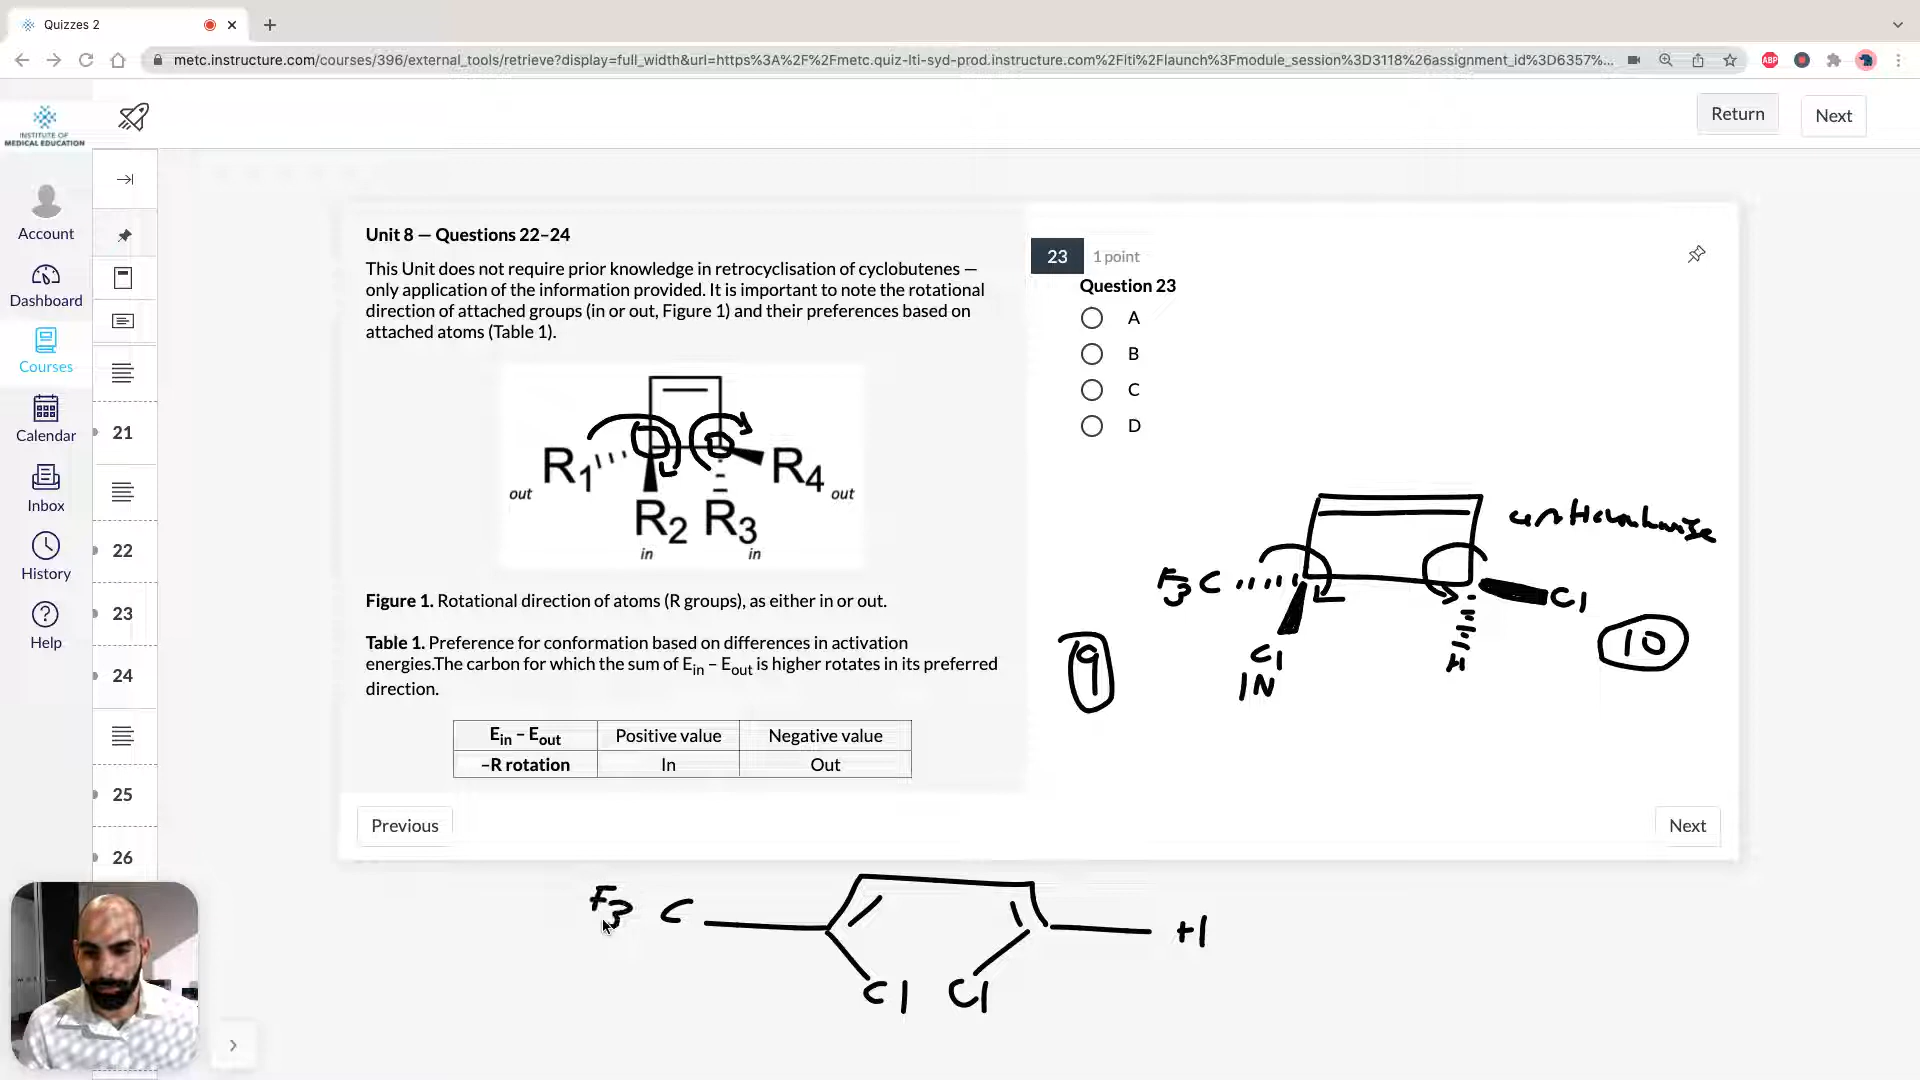 Quizzes 2
metc.instructure.com/courses/396/external_tools/retrieve?display=full_width&url=https%3A%2F%2Fmetc.quiz-lti-syd-prod.instructure.com%2Flti%2Flaunch%3Fmodule_session%3D3118%26assignment_id%3D6357%...
ABP
INSTITUTE OF
MEDICAL EDUCATION
Return
Next
Account
Dashboard
Courses
Calendar
Inbox
History
Help
21
22
23
24
25
26
Unit 8 — Questions 22–24
This Unit does not require prior knowledge in retrocyclisation of cyclobutenes —
only application of the information provided. It is important to note the rotational
direction of attached groups (in or out, Figure 1) and their preferences based on
attached atoms (Table 1).
R1 R4
out out
R2 R3
in in
Figure 1. Rotational direction of atoms (R groups), as either in or out.
Table 1. Preference for conformation based on differences in activation
energies.The carbon for which the sum of Ein – Eout is higher rotates in its preferred
direction.
Ein – Eout Positive value Negative value
–R rotation In Out
Previous
23 1 point
Question 23
A
B
C
D
F3C Cl
Cl H
IN
9
10
Next
F3C H
Cl Cl